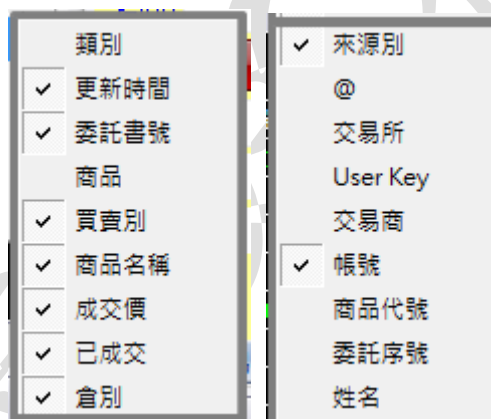 類別
更新時間
委託書號
商品
買賣別
商品名稱
成交價
已成交
倉別
來源別
@
交易所
User Key
交易商
帳號
商品代號
委託序號
姓名